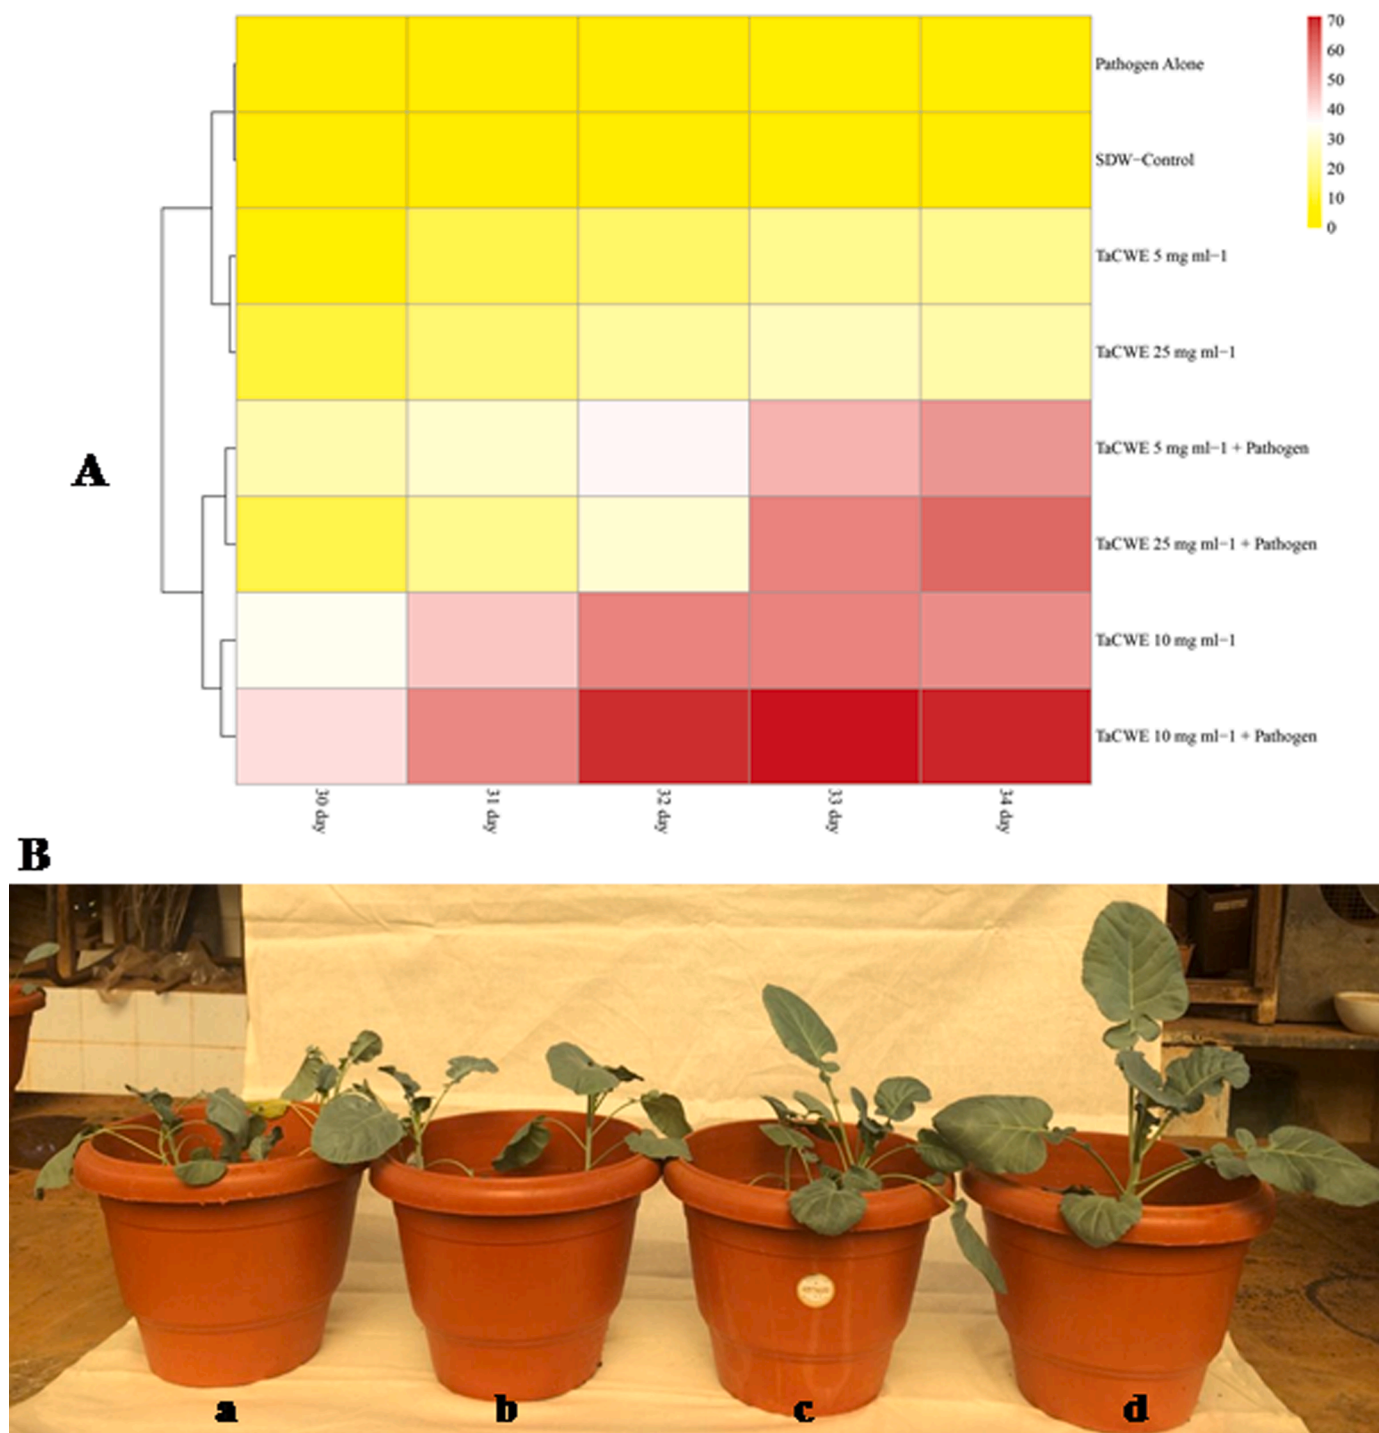 70
60
50
40
30
20
10
0
Pathogen Alone
SDW−Control
TaCWE 5 mg ml−1
TaCWE 25 mg ml−1
TaCWE 5 mg ml−1 + Pathogen
TaCWE 25 mg ml−1 + Pathogen
TaCWE 10 mg ml−1
TaCWE 10 mg ml−1 + Pathogen
A
30 day
31 day
32 day
33 day
34 day
B
a
b
c
d